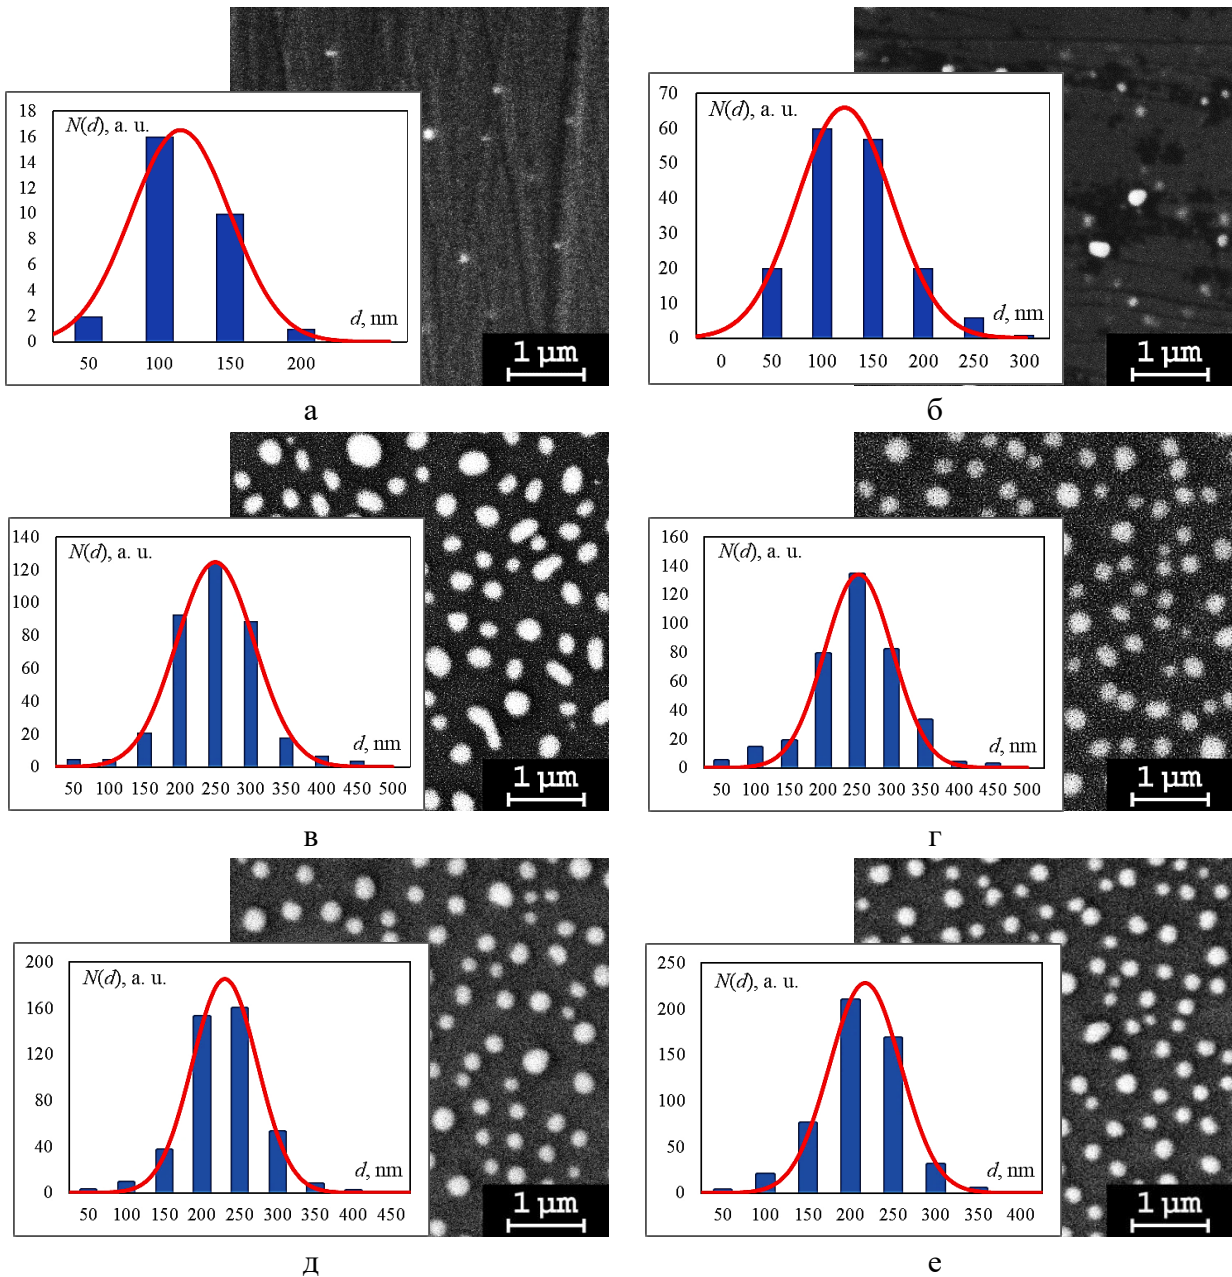 N(d), a. u.
18
16
14
12
10
8
6
4
2
0
d, nm
50 100 150 200
1 µm
а
N(d), a. u.
70
60
50
40
30
20
10
0
d, nm
0 50 100 150 200 250 300
1 µm
б
N(d), a. u.
140
120
100
80
60
40
20
0
d, nm
50 100 150 200 250 300 350 400 450 500
1 µm
в
N(d), a. u.
160
140
120
100
80
60
40
20
0
d, nm
50 100 150 200 250 300 350 400 450 500
1 µm
г
N(d), a. u.
200
160
120
80
40
0
d, nm
50 100 150 200 250 300 350 400 450
1 µm
д
N(d), a. u.
250
200
150
100
50
0
d, nm
50 100 150 200 250 300 350 400
1 µm
е